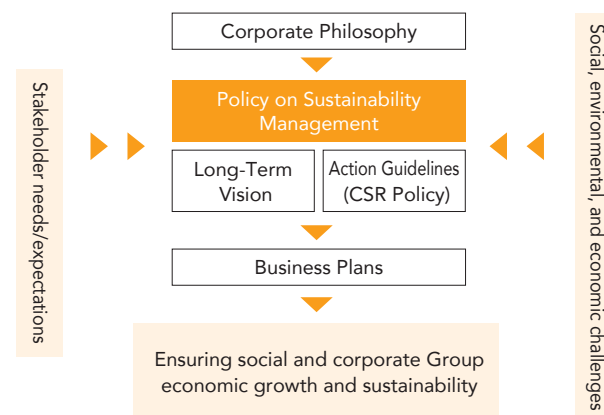 Corporate Philosophy
Stakeholder needs/expectations
Policy on Sustainability
Management
Long-Term
Vision
Action Guidelines
(CSR Policy)
Business Plans
Ensuring social and corporate Group
economic growth and sustainability
Social, environmental, and economic challenges